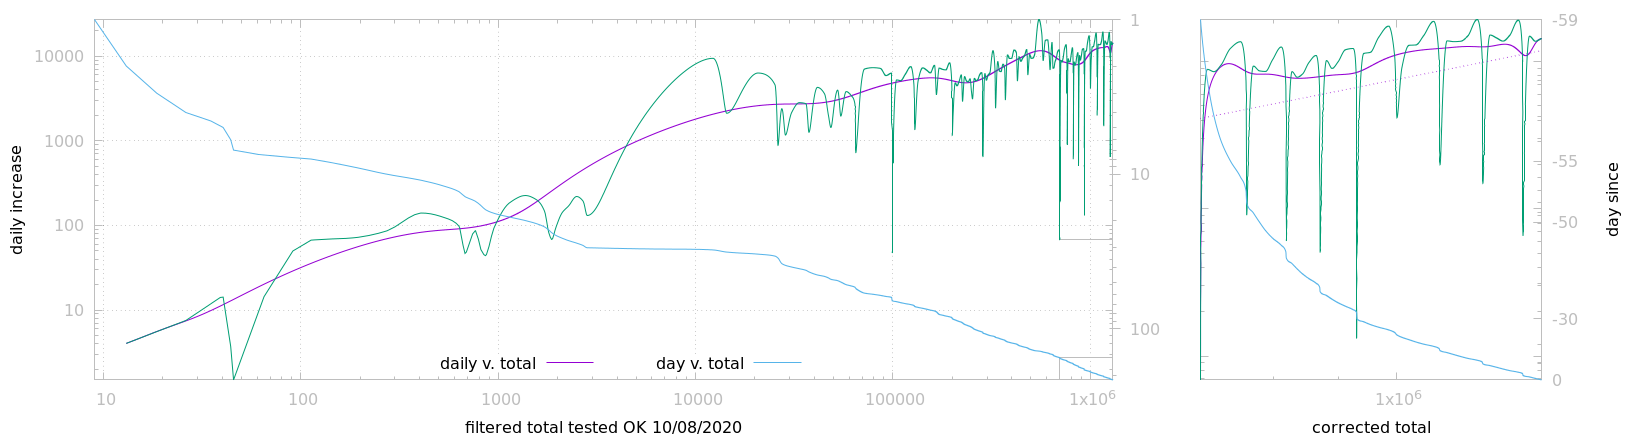 daily increase
10000
1000
100
10
10
100
1000
10000
100000
1x10^6
filtered total tested OK 10/08/2020
daily v. total
day v. total
1
10
100
1x10^6
corrected total
-59
-55
-50
-30
0
day since